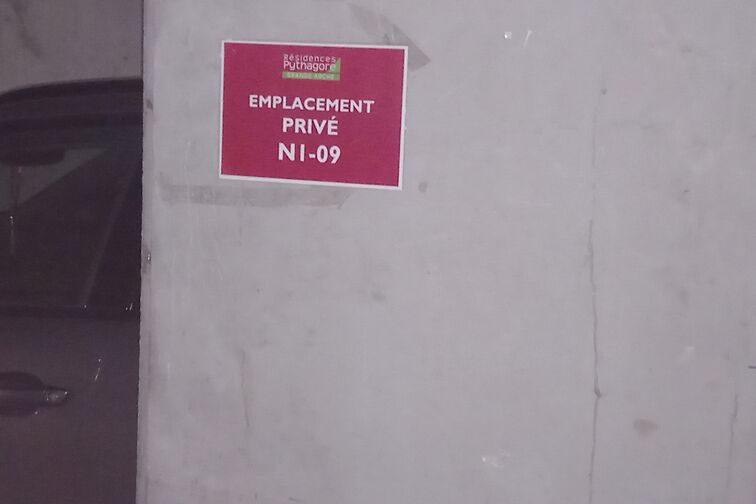 Résidences
Pythagore
GRANDE ARCHE
EMPLACEMENT
PRIVÉ
N1-09